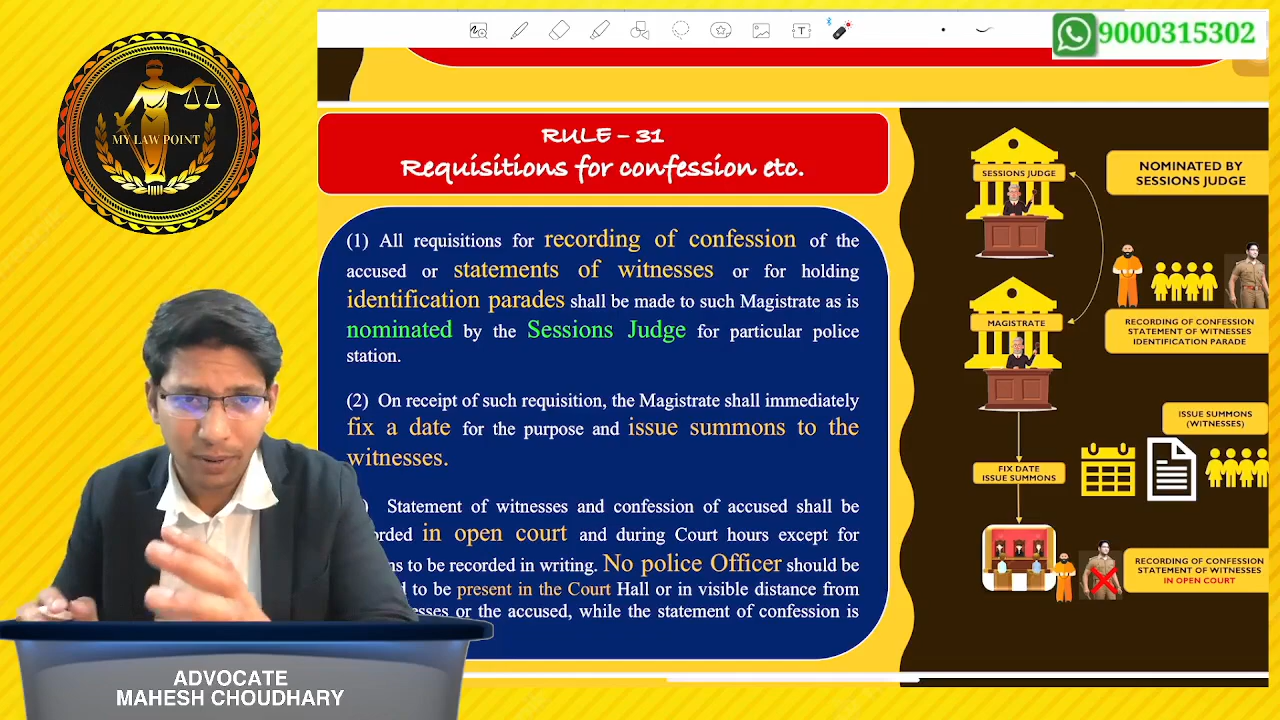 9000315302
MY LAW POINT
RULE – 31
Requisitions for confession etc.
(1) All requisitions for recording of confession of the
accused or statements of witnesses or for holding
identification parades shall be made to such Magistrate as is
nominated by the Sessions Judge for particular police
station.
(2) On receipt of such requisition, the Magistrate shall immediately
fix a date for the purpose and issue summons to the
witnesses.
Statement of witnesses and confession of accused shall be
in open court and during Court hours except for
to be recorded in writing. No police Officer should be
to be present in the Court Hall or in visible distance from
or the accused, while the statement of confession is
SESSIONS JUDGE
NOMINATED BY
SESSIONS JUDGE
MAGISTRATE
RECORDING OF CONFESSION
STATEMENT OF WITNESSES
IDENTIFICATION PARADE
ISSUE SUMMONS
(WITNESSES)
FIX DATE
ISSUE SUMMONS
RECORDING OF CONFESSION
STATEMENT OF WITNESSES
IN OPEN COURT
ADVOCATE
MAHESH CHOUDHARY